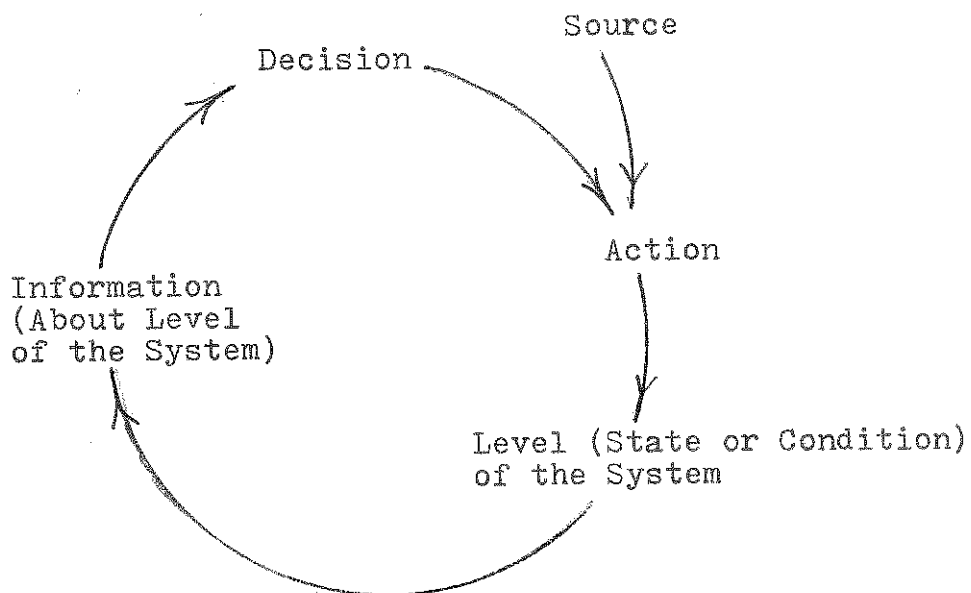 Source
Decision
Action
Information
(About Level
of the System)
Level (State or Condition)
of the System